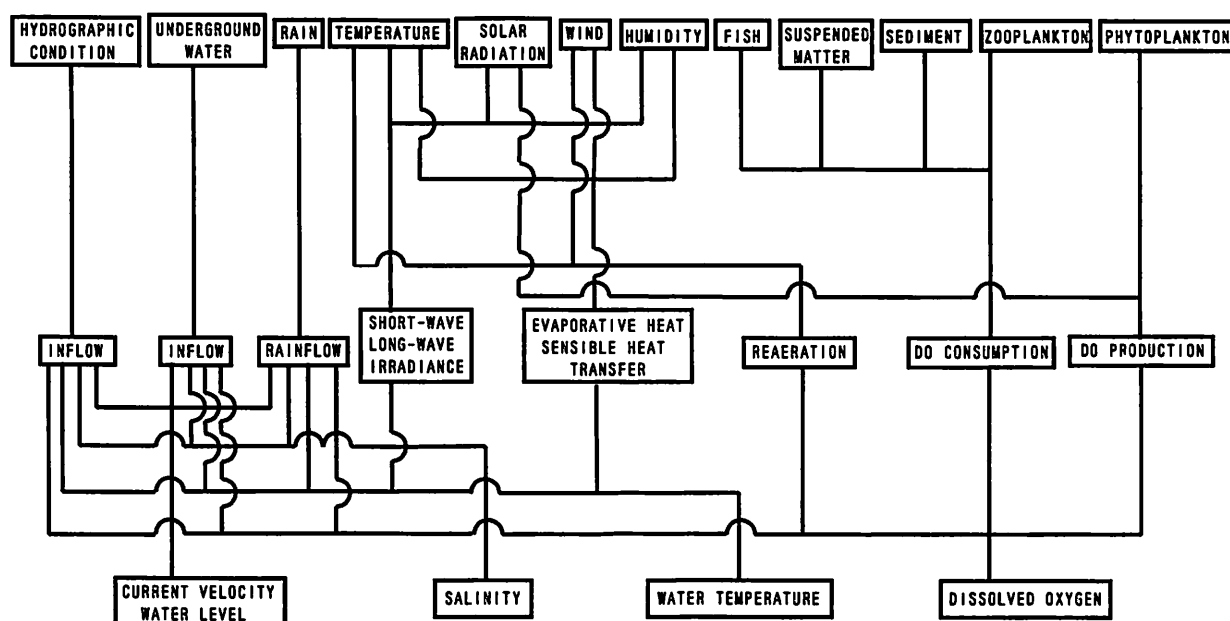 HYDROGRAPHIC
CONDITION
UNDERGROUND
WATER
RAIN
TEMPERATURE
SOLAR
RADIATION
WIND
HUMIDITY
FISH
SUSPENDED
MATTER
SEDIMENT
ZOOPLANKTON
PHYTOPLANKTON
INFLOW
INFLOW
RAINFLOW
SHORT-WAVE
LONG-WAVE
IRRADIANCE
EVAPORATIVE HEAT
SENSIBLE HEAT
TRANSFER
REAERATION
DO CONSUMPTION
DO PRODUCTION
CURRENT VELOCITY
WATER LEVEL
SALINITY
WATER TEMPERATURE
DISSOLVED OXYGEN